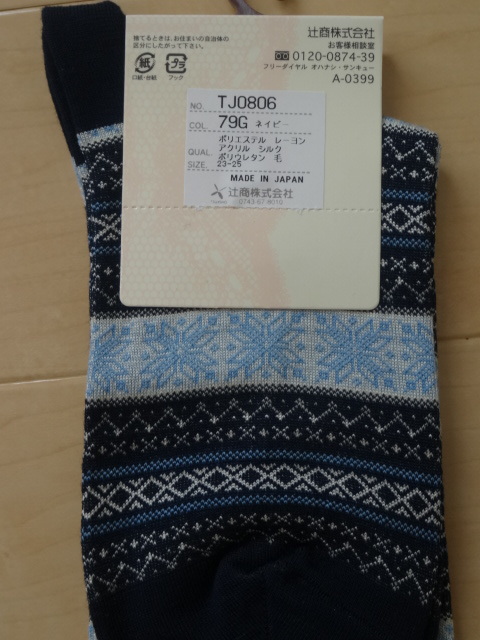 捨てるときは、お住まいの自治体の
区分にしたがって下さい。
紙
口紙・台紙
プラ
フック
辻商株式会社
お客様相談室
0120-0874-39
フリーダイヤル オハナシ・サンキュー
A-0399
NO. TJ0806
COL. 79G ネイビー
ポリエステル レーヨン
QUAL. アクリル シルク
ポリウレタン 毛
SIZE. 23-25
MADE IN JAPAN
辻商株式会社
0743-57-8010